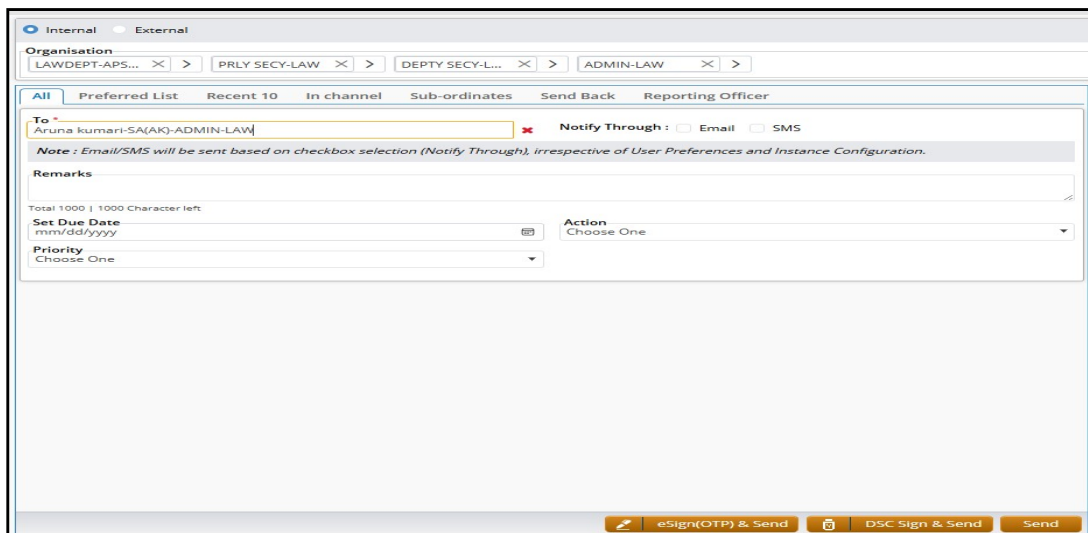 Internal External
Organisation
LAWDEPT-APS... > PRLY SECY-LAW > DEPTY SECY-L... > ADMIN-LAW >
All Preferred List Recent 10 In channel Sub-ordinates Send Back Reporting Officer
To *
Aruna kumari-SA(AK)-ADMIN-LAW Notify Through : Email SMS
Note : Email/SMS will be sent based on checkbox selection (Notify Through), irrespective of User Preferences and Instance Configuration.
Remarks
Total 1000 | 1000 Character left
Set Due Date Action
mm/dd/yyyy Choose One
Priority
Choose One
eSign(OTP) & Send DSC Sign & Send Send